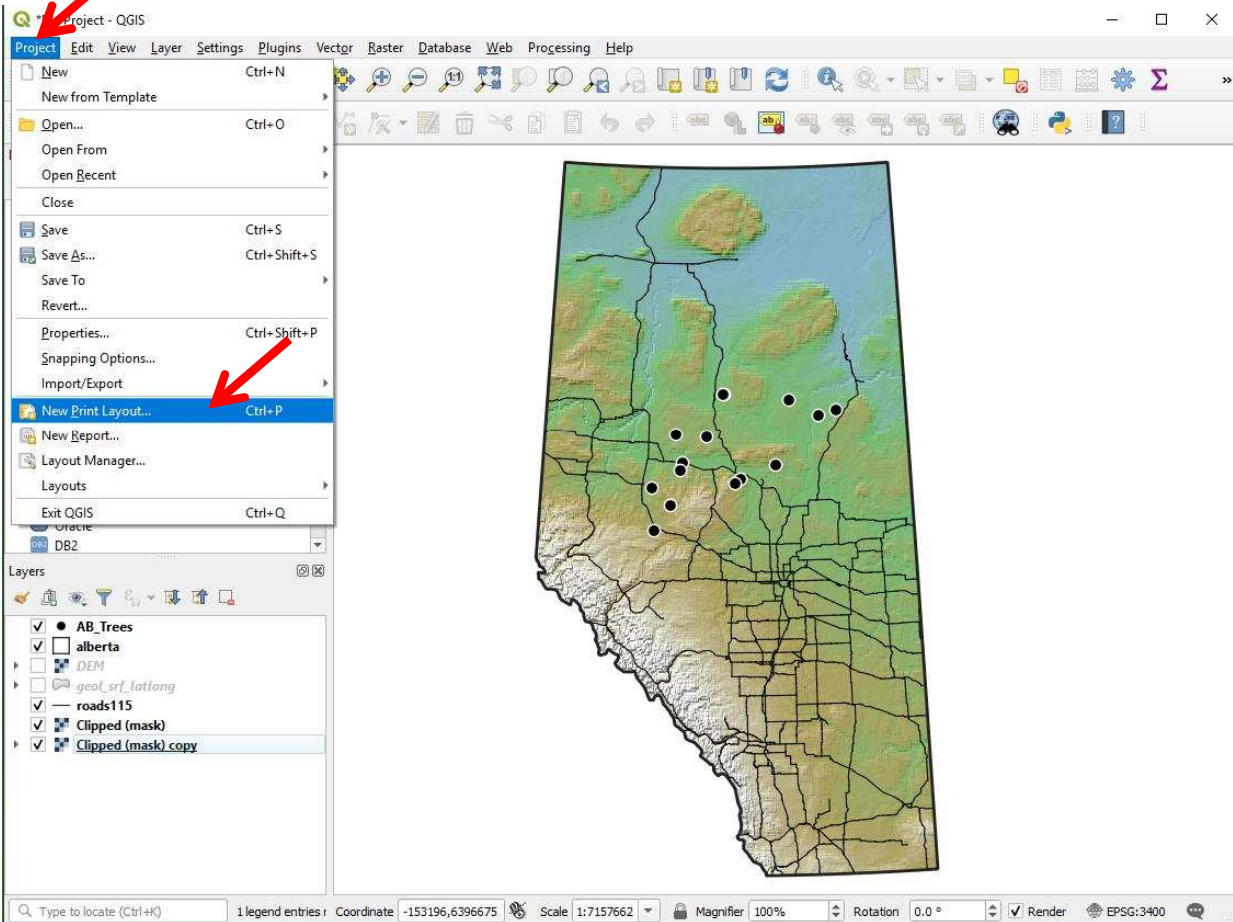 Project - QGIS
Project Edit View Layer Settings Plugins Vector Raster Database Web Processing Help
New Ctrl+N
New from Template
Open... Ctrl+O
Open From
Open Recent
Close
Save Ctrl+S
Save As... Ctrl+Shift+S
Save To
Revert...
Properties... Ctrl+Shift+P
Snapping Options...
Import/Export
New Print Layout... Ctrl+P
New Report...
Layout Manager...
Layouts
Exit QGIS Ctrl+Q
Oracle
DB2 DB2
Layers
AB_Trees
alberta
DEM
geol_srf_latlong
roads115
Clipped (mask)
Clipped (mask) copy
Type to locate (Ctrl+K) 1 legend entries r Coordinate -153196,6396675 Scale 1:7157662 Magnifier 100% Rotation 0.0 ° Render EPSG:3400